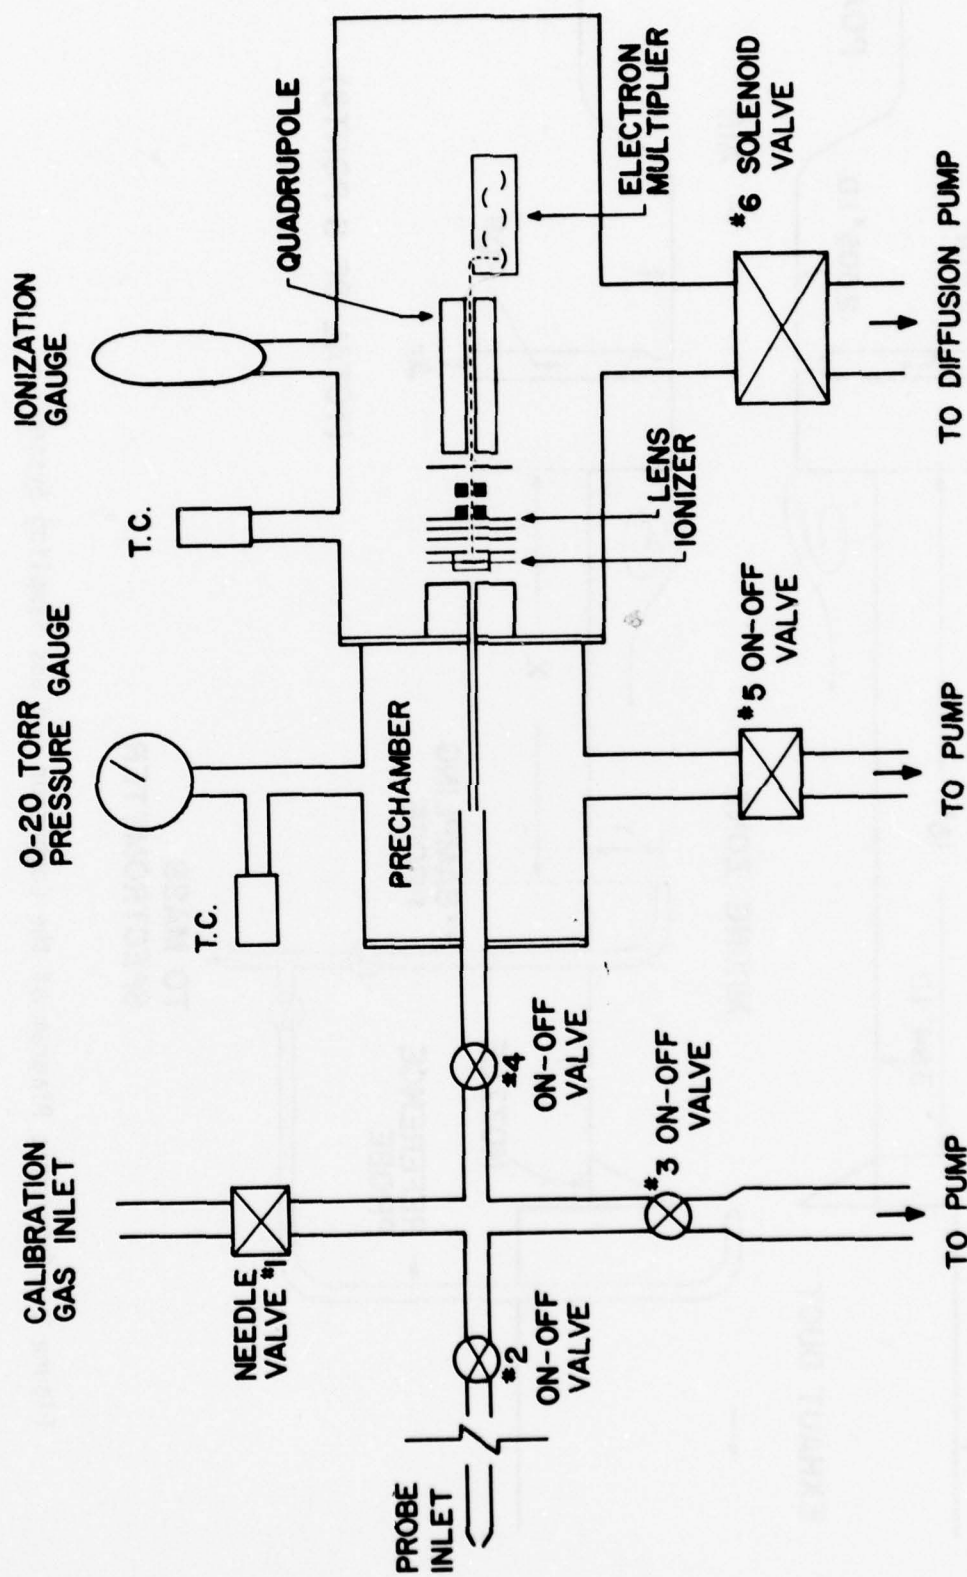 CALIBRATION
GAS INLET
O-20 TORR
PRESSURE GAUGE
IONIZATION
GAUGE
T.C.
T.C.
NEEDLE
VALVE #1
QUADRUPOLE
PRECHAMBER
PROBE
INLET
#2
ON-OFF
VALVE
#4
ON-OFF
VALVE
#3 ON-OFF
VALVE
LENS
IONIZER
ELECTRON
MULTIPLIER
#5 ON-OFF
VALVE
#6 SOLENOID
VALVE
TO PUMP
TO PUMP
TO DIFFUSION PUMP